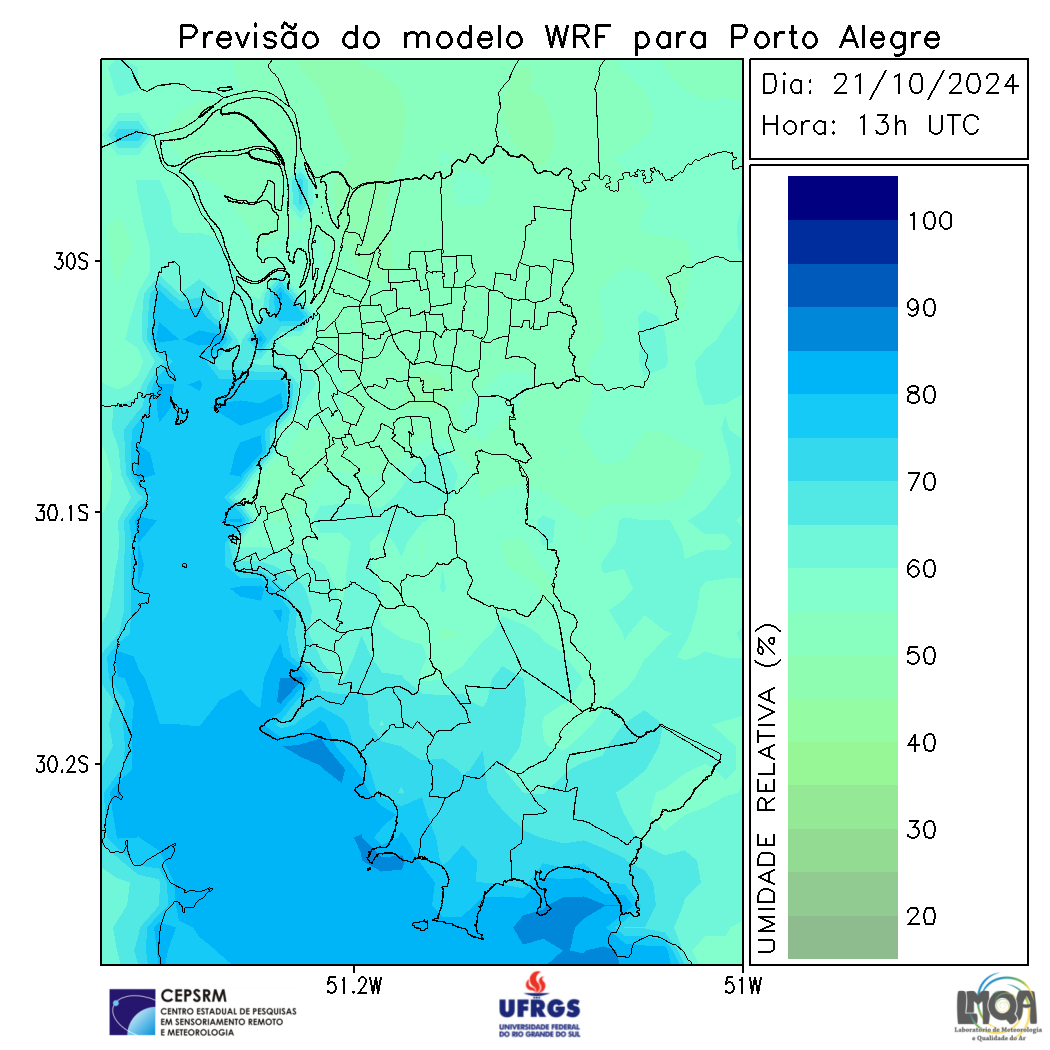 Previsão do modelo WRF para Porto Alegre
Dia: 21/10/2024
Hora: 13h UTC
100
90
80
70
60
50
40
30
20
UMIDADE RELATIVA (%)
30S
30.1S
30.2S
51.2W
51W
CEPSRM
CENTRO ESTADUAL DE PESQUISAS
EM SENSORIAMENTO REMOTO
E METEOROLOGIA
UFRGS
UNIVERSIDADE FEDERAL
DO RIO GRANDE DO SUL
LMQA
Laboratório de Meteorologia
e Qualidade do Ar